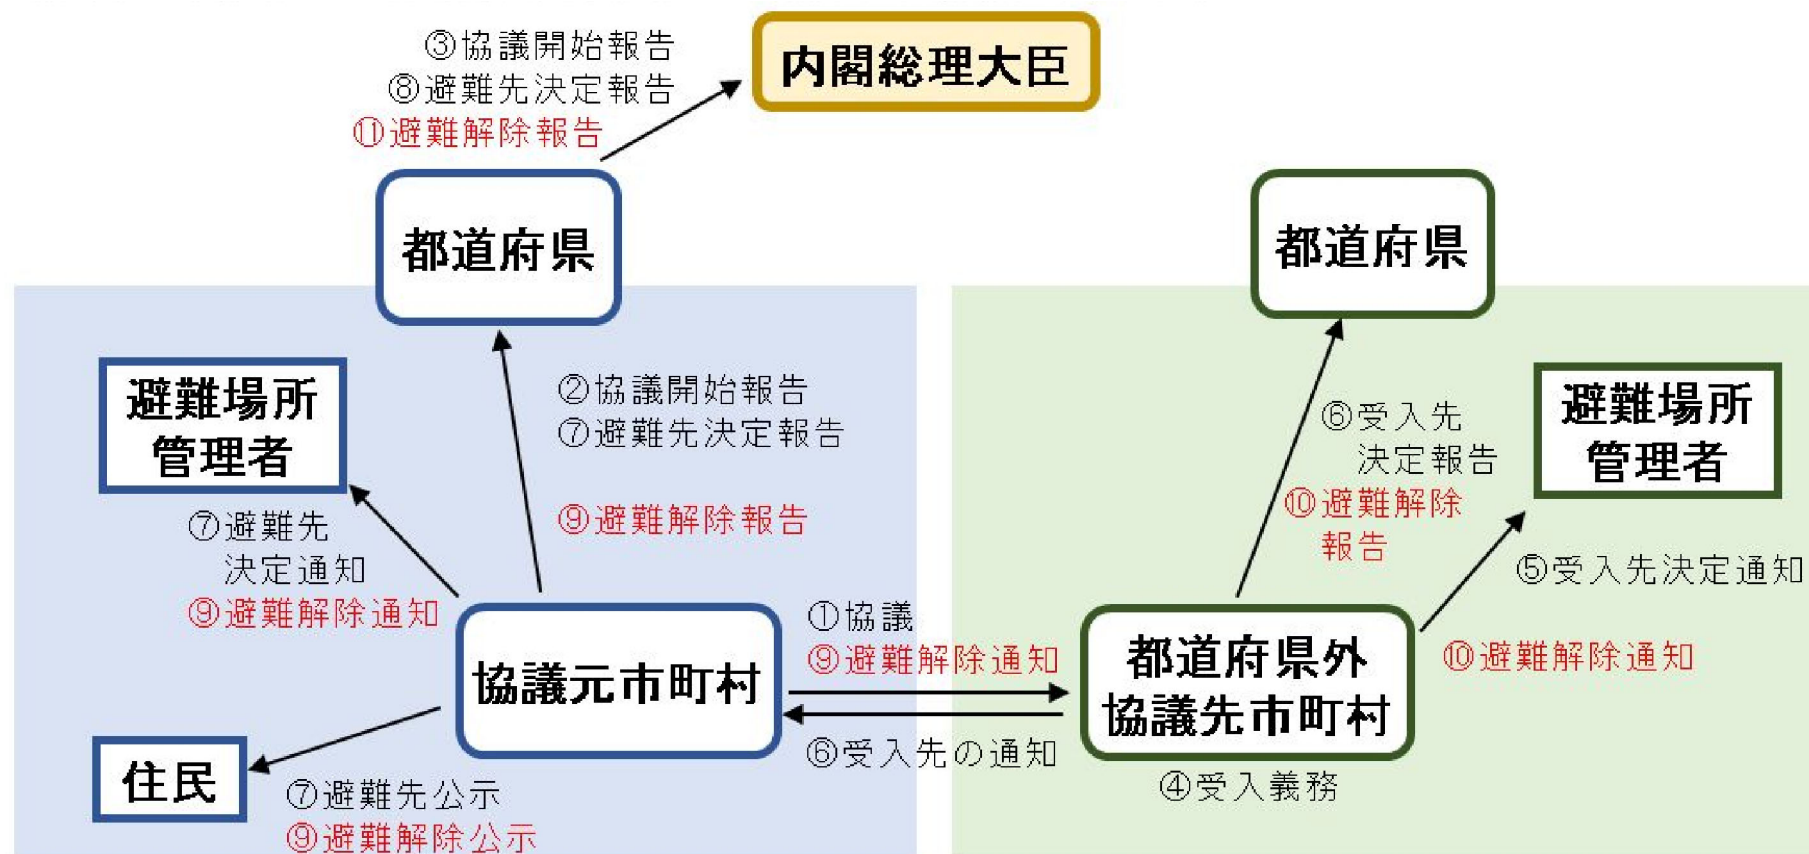 ③協議開始報告
⑧避難先決定報告
⑪避難解除報告
内閣総理大臣
都道府県
都道府県
避難場所
管理者
②協議開始報告
⑦避難先決定報告
⑨避難解除報告
⑦避難先
決定通知
⑨避難解除通知
協議元市町村
住民
⑦避難先公示
⑨避難解除公示
①協議
⑨避難解除通知
⑥受入先の通知
⑥受入先
決定報告
⑩避難解除
報告
避難場所
管理者
⑤受入先決定通知
⑩避難解除通知
都道府県外
協議先市町村
④受入義務